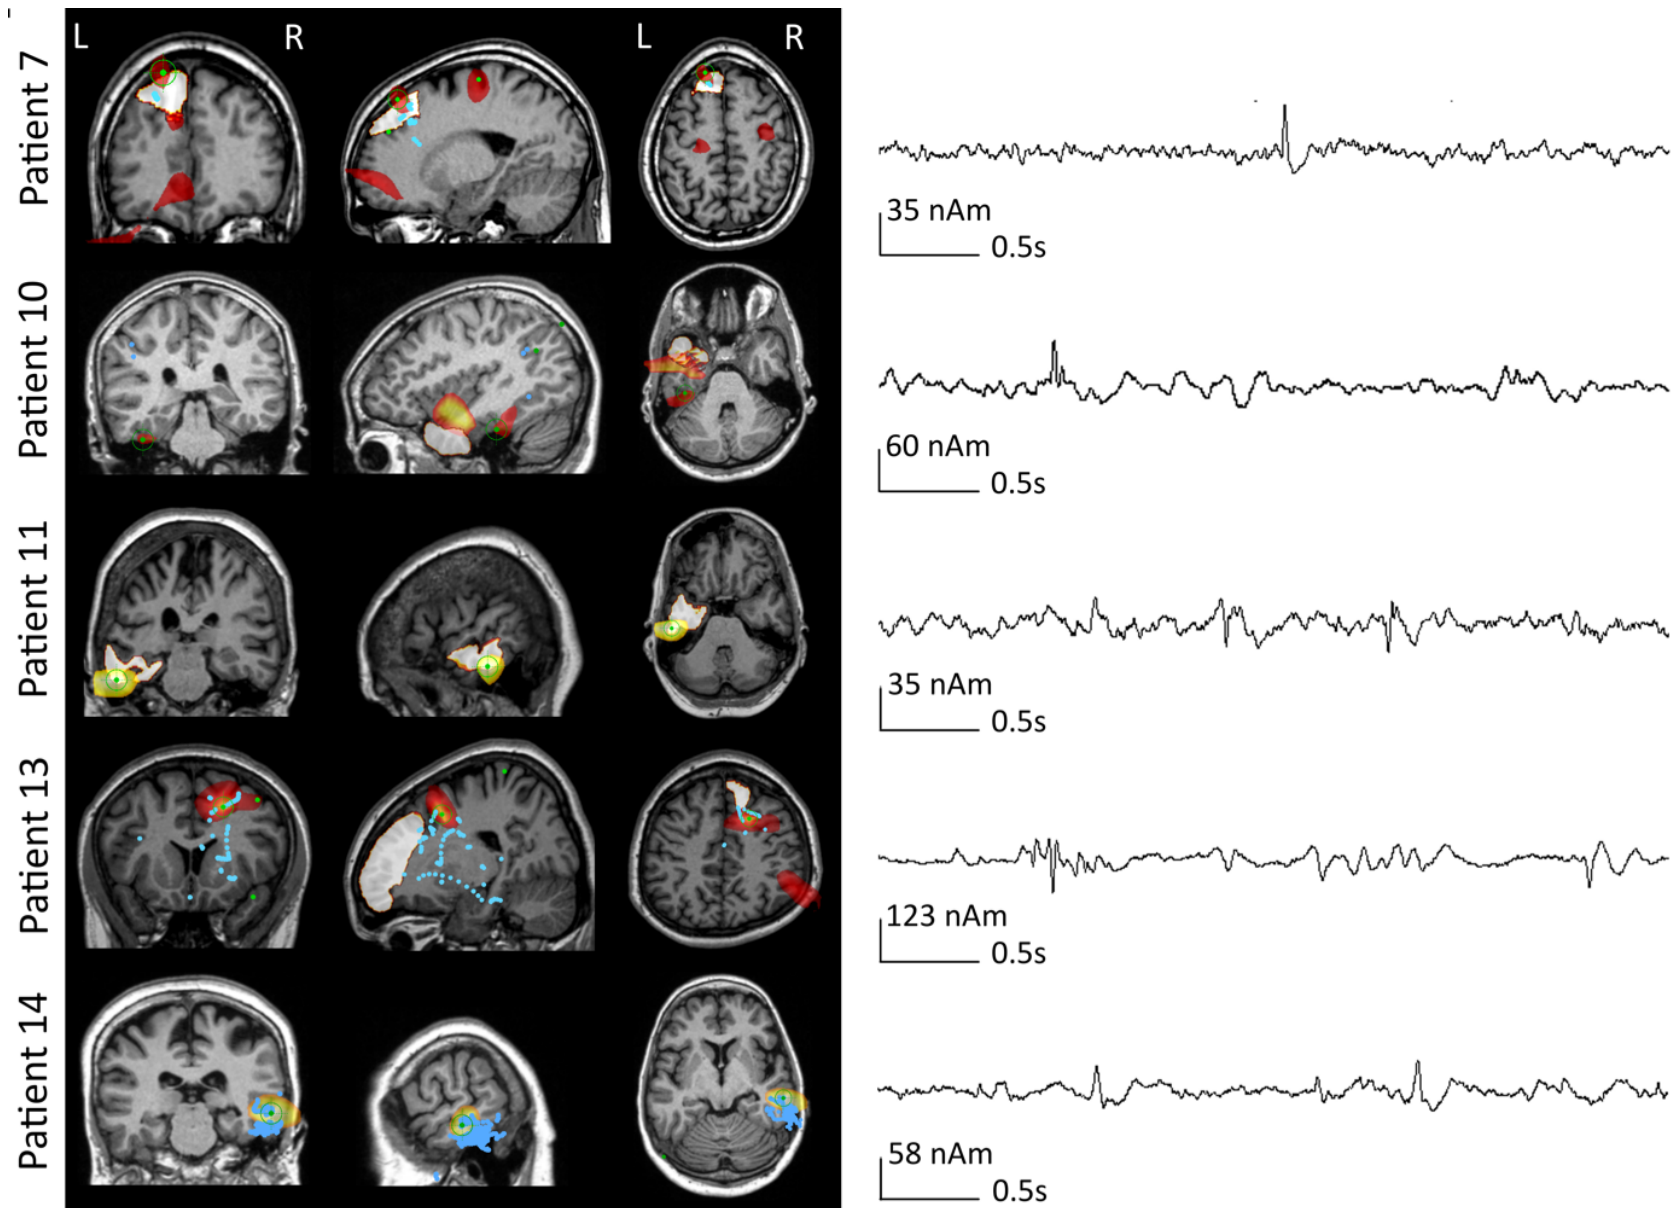 L R L R
Patient 7
35 nAm
0.5s
Patient 10
60 nAm
0.5s
Patient 11
35 nAm
0.5s
Patient 13
123 nAm
0.5s
Patient 14
58 nAm
0.5s